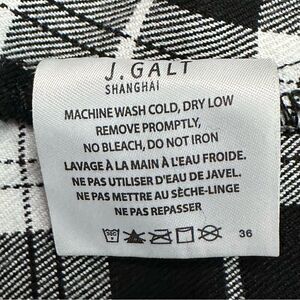 J. GALT
SHANGHAI
MACHINE WASH COLD, DRY LOW
REMOVE PROMPTLY,
NO BLEACH, DO NOT IRON
LAVAGE À LA MAIN À L'EAU FROIDE.
NE PAS UTILISER D'EAU DE JAVEL.
NE PAS METTRE AU SÈCHE-LINGE
NE PAS REPASSER
36